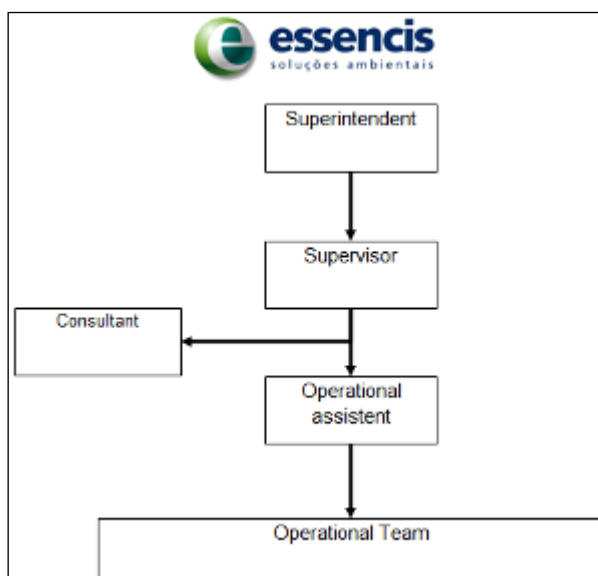 essencis
soluções ambientais
Superintendent
Supervisor
Consultant
Operational
assistent
Operational Team